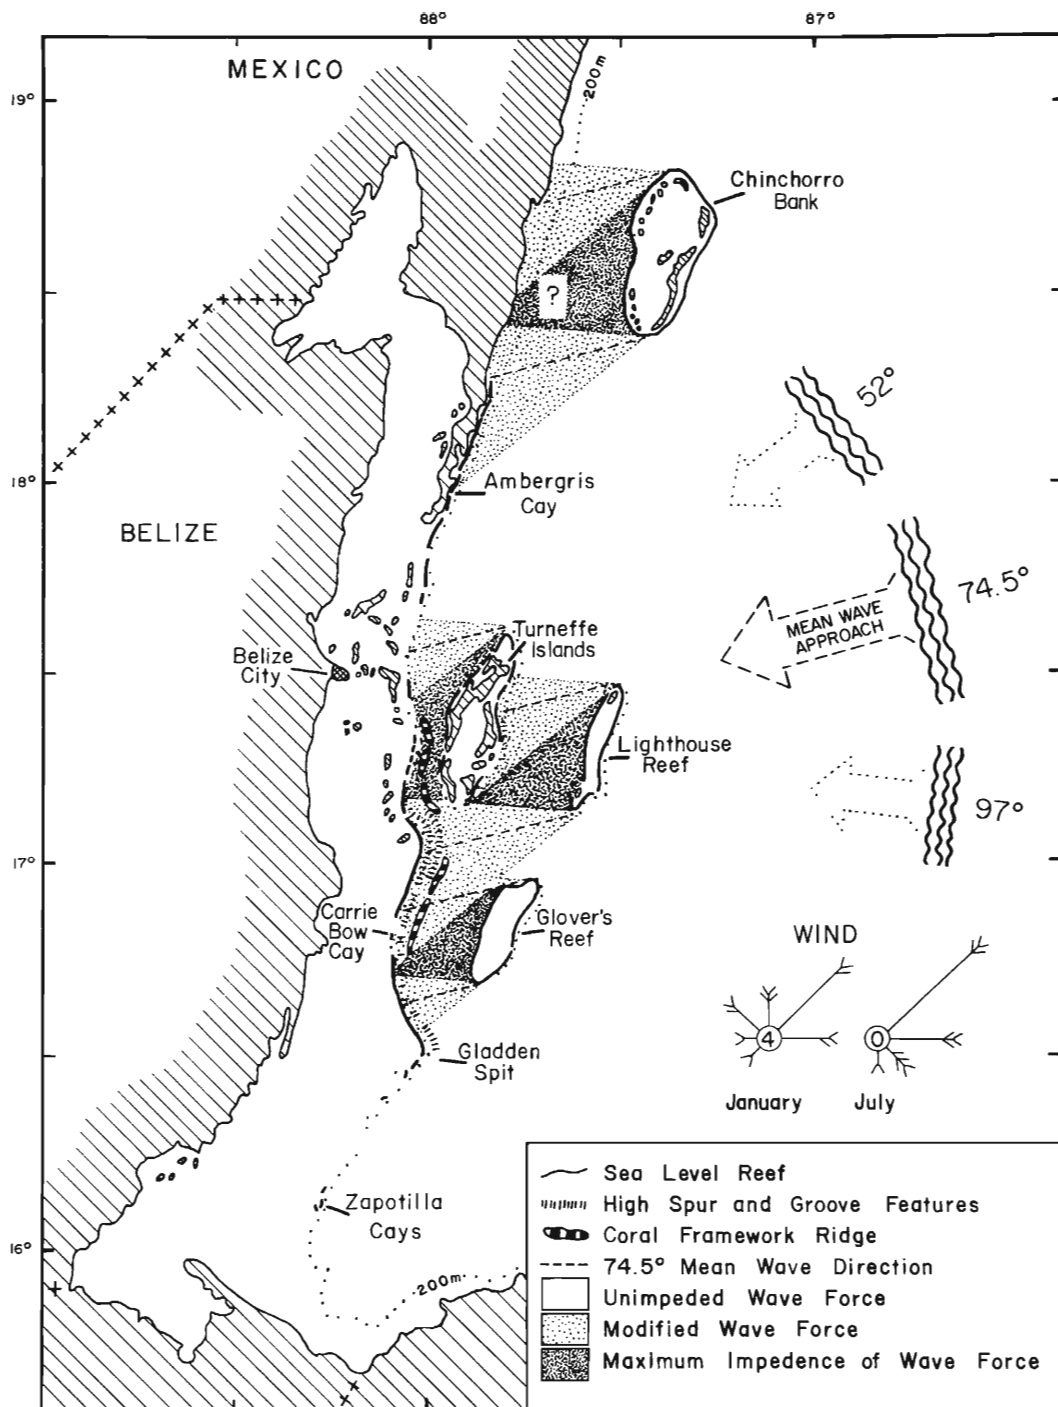 88°
87°
MEXICO
200m
19°
Chinchorro
Bank
?
52°
18°
Ambergris
Cay
BELIZE
74.5°
MEAN WAVE
APPROACH
Turneffe
Islands
Belize
City
Lighthouse
Reef
97°
17°
Carrie
Bow
Cay
Glover's
Reef
WIND
4
0
Gladden
Spit
January
July
Zapotilla
Cays
16°
200m
Sea Level Reef
High Spur and Groove Features
Coral Framework Ridge
74.5° Mean Wave Direction
Unimpeded Wave Force
Modified Wave Force
Maximum Impedence of Wave Force